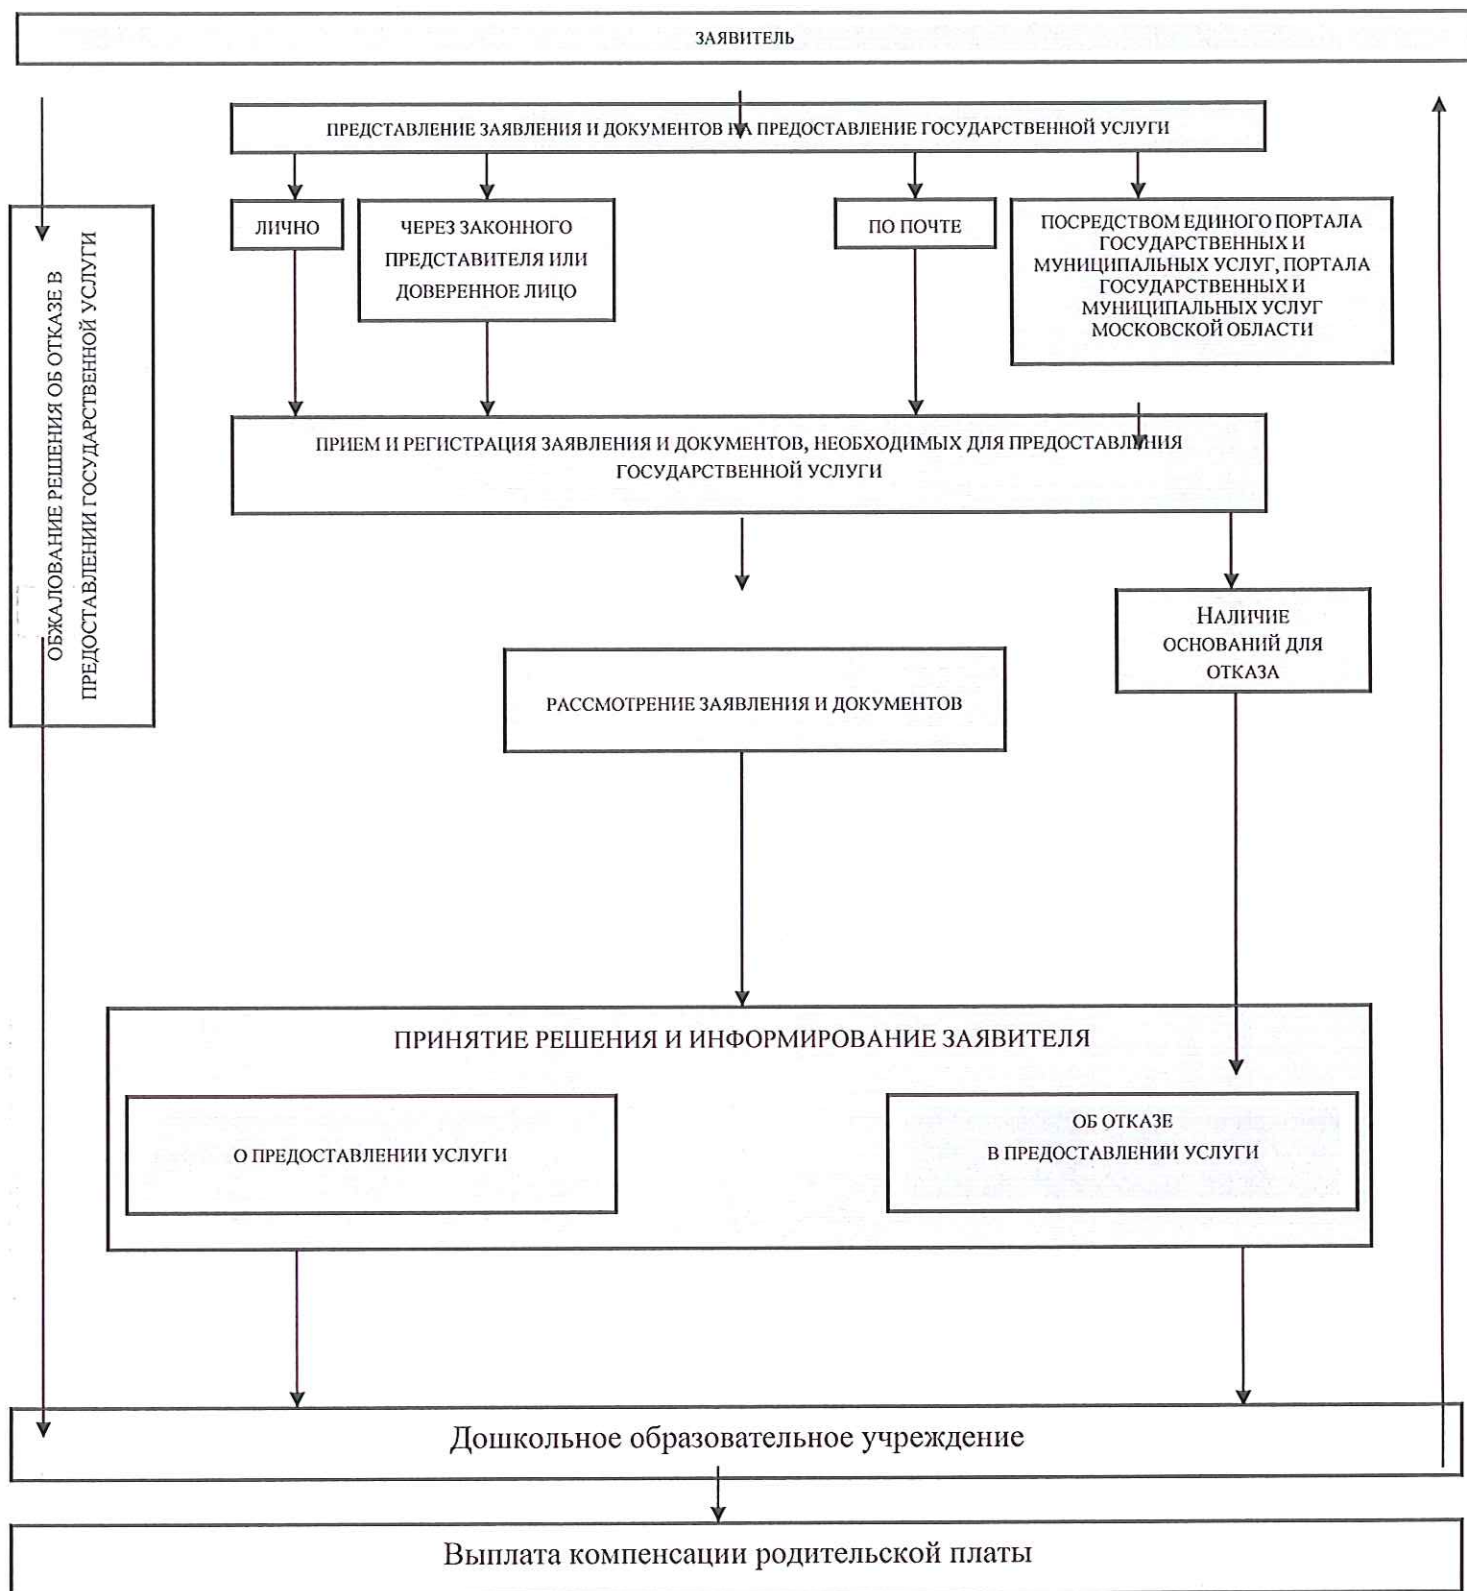 ЗАЯВИТЕЛЬ
ПРЕДСТАВЛЕНИЕ ЗАЯВЛЕНИЯ И ДОКУМЕНТОВ НА ПРЕДОСТАВЛЕНИЕ ГОСУДАРСТВЕННОЙ УСЛУГИ
ОБЖАЛОВАНИЕ РЕШЕНИЯ ОБ ОТКАЗЕ В
ПРЕДОСТАВЛЕНИИ ГОСУДАРСТВЕННОЙ УСЛУГИ
ЛИЧНО
ЧЕРЕЗ ЗАКОННОГО
ПРЕДСТАВИТЕЛЯ ИЛИ
ДОВЕРЕННОЕ ЛИЦО
ПО ПОЧТЕ
ПОСРЕДСТВОМ ЕДИНОГО ПОРТАЛА
ГОСУДАРСТВЕННЫХ И
МУНИЦИПАЛЬНЫХ УСЛУГ, ПОРТАЛА
ГОСУДАРСТВЕННЫХ И
МУНИЦИПАЛЬНЫХ УСЛУГ
МОСКОВСКОЙ ОБЛАСТИ
ПРИЕМ И РЕГИСТРАЦИЯ ЗАЯВЛЕНИЯ И ДОКУМЕНТОВ, НЕОБХОДИМЫХ ДЛЯ ПРЕДОСТАВЛЕНИЯ
ГОСУДАРСТВЕННОЙ УСЛУГИ
НАЛИЧИЕ
ОСНОВАНИЙ ДЛЯ
ОТКАЗА
РАССМОТРЕНИЕ ЗАЯВЛЕНИЯ И ДОКУМЕНТОВ
ПРИНЯТИЕ РЕШЕНИЯ И ИНФОРМИРОВАНИЕ ЗАЯВИТЕЛЯ
О ПРЕДОСТАВЛЕНИИ УСЛУГИ
ОБ ОТКАЗЕ
В ПРЕДОСТАВЛЕНИИ УСЛУГИ
Дошкольное образовательное учреждение
Выплата компенсации родительской платы